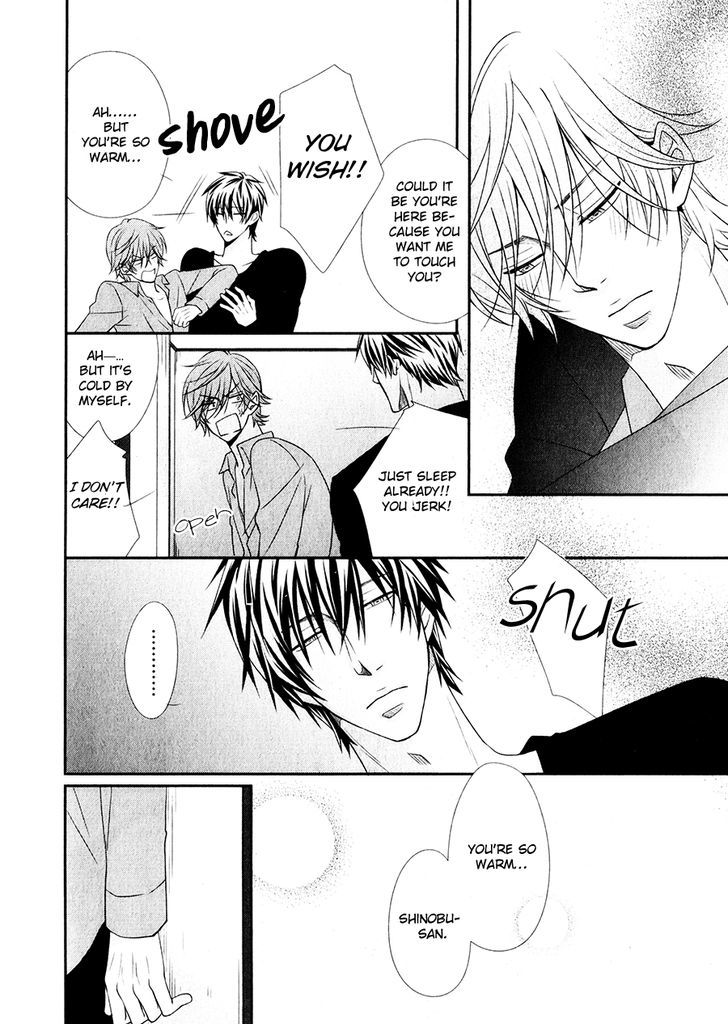 COULD IT
BE YOU'RE
HERE BE-
CAUSE YOU
WANT ME
TO TOUCH
YOU?
YOU
WISH!!
shove
AH......
BUT
YOU'RE SO
WARM...
JUST SLEEP
ALREADY!!
YOU JERK!
open
AH—...
BUT IT'S
COLD BY
MYSELF.
I DON'T
CARE!!
shut
..........
YOU'RE SO
WARM...
SHINOBU-
SAN.